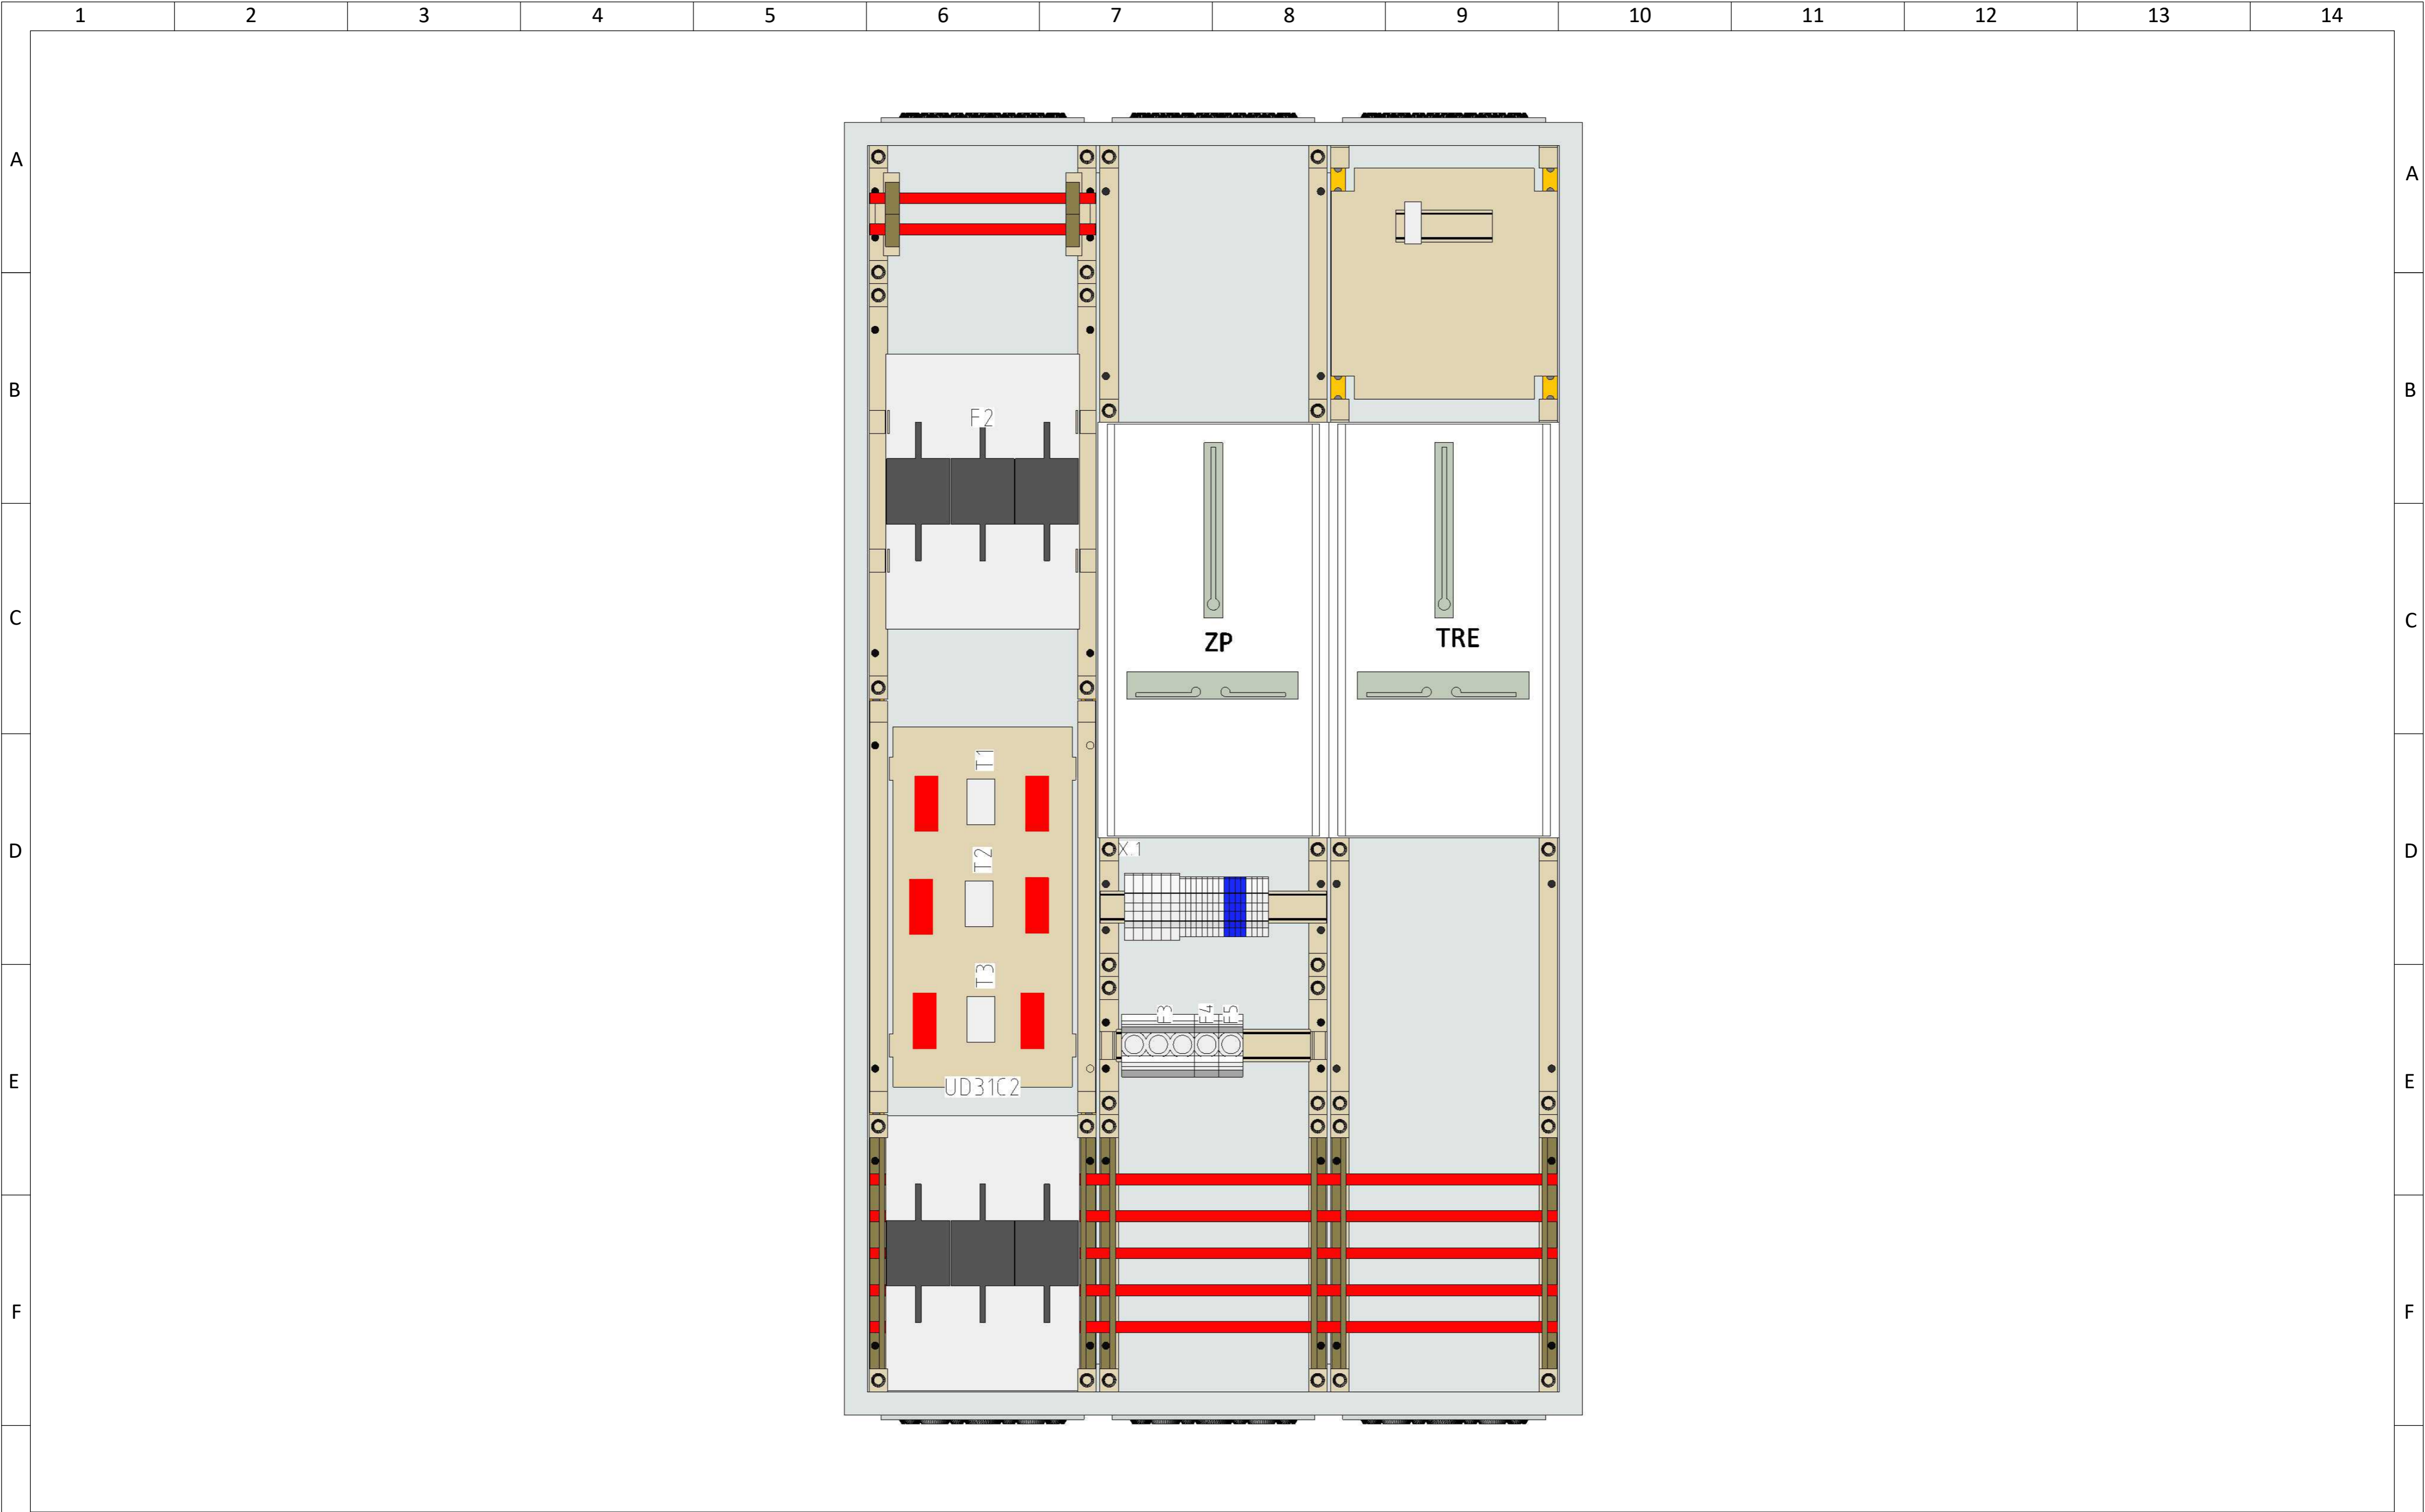 1 2 3 4 5 6 7 8 9 10 11 12 13 14
A A
B B
F2
C C
ZP TRE
T1
D D
X1
T2
T3
F3 F4 F5
E E
UD31C2
F F